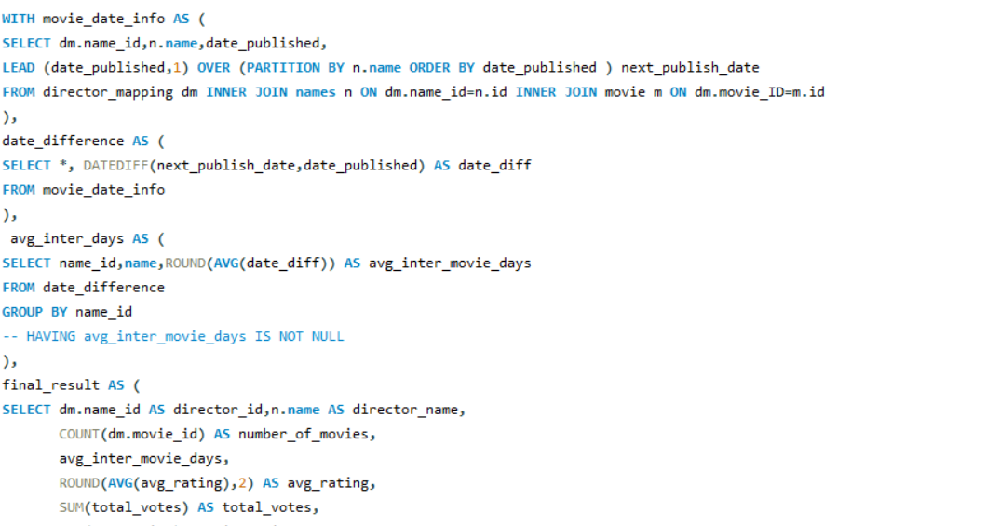 WITH movie_date_info AS (
SELECT dm.name_id,n.name,date_published,
LEAD (date_published,1) OVER (PARTITION BY n.name ORDER BY date_published ) next_publish_date
FROM director_mapping dm INNER JOIN names n ON dm.name_id=n.id INNER JOIN movie m ON dm.movie_ID=m.id
),
date_difference AS (
SELECT *, DATEDIFF(next_publish_date,date_published) AS date_diff
FROM movie_date_info
),
avg_inter_days AS (
SELECT name_id,name,ROUND(AVG(date_diff)) AS avg_inter_movie_days
FROM date_difference
GROUP BY name_id
-- HAVING avg_inter_movie_days IS NOT NULL
),
final_result AS (
SELECT dm.name_id AS director_id,n.name AS director_name,
COUNT(dm.movie_id) AS number_of_movies,
avg_inter_movie_days,
ROUND(AVG(avg_rating),2) AS avg_rating,
SUM(total_votes) AS total_votes,